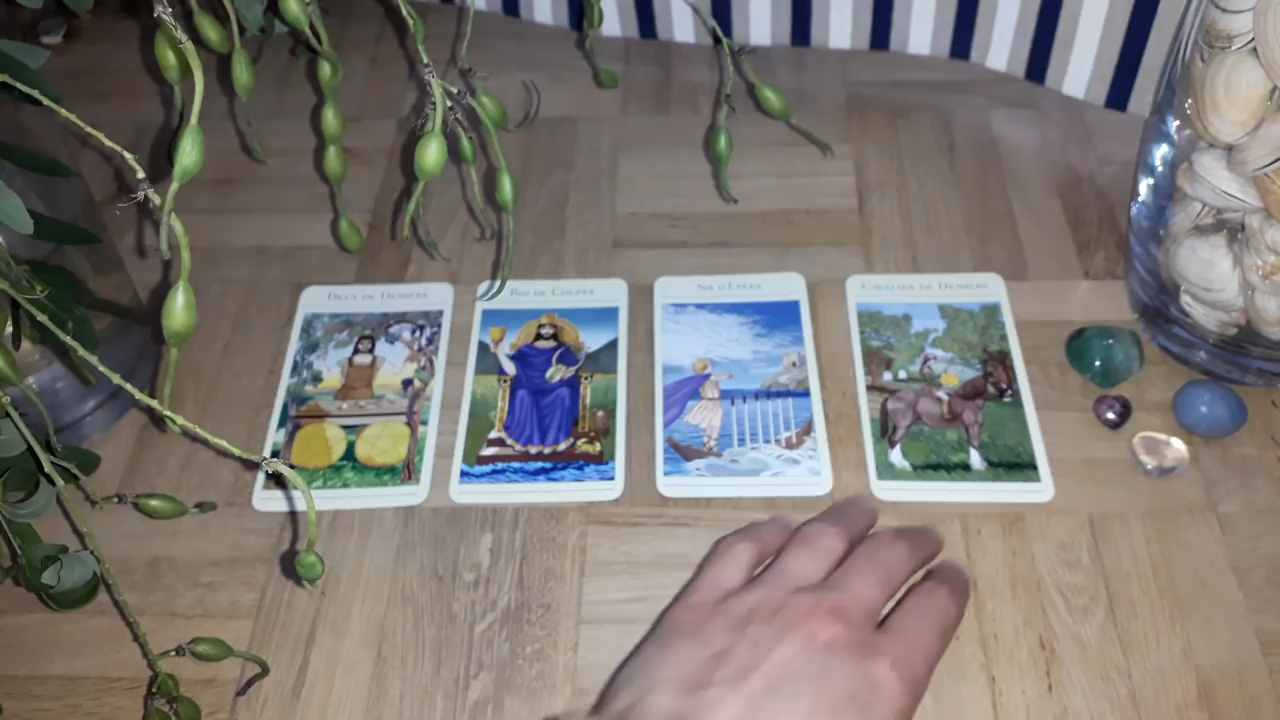 Deux de Deniers
Roi de Coupes
Six d'Épées
Cavalier de Deniers